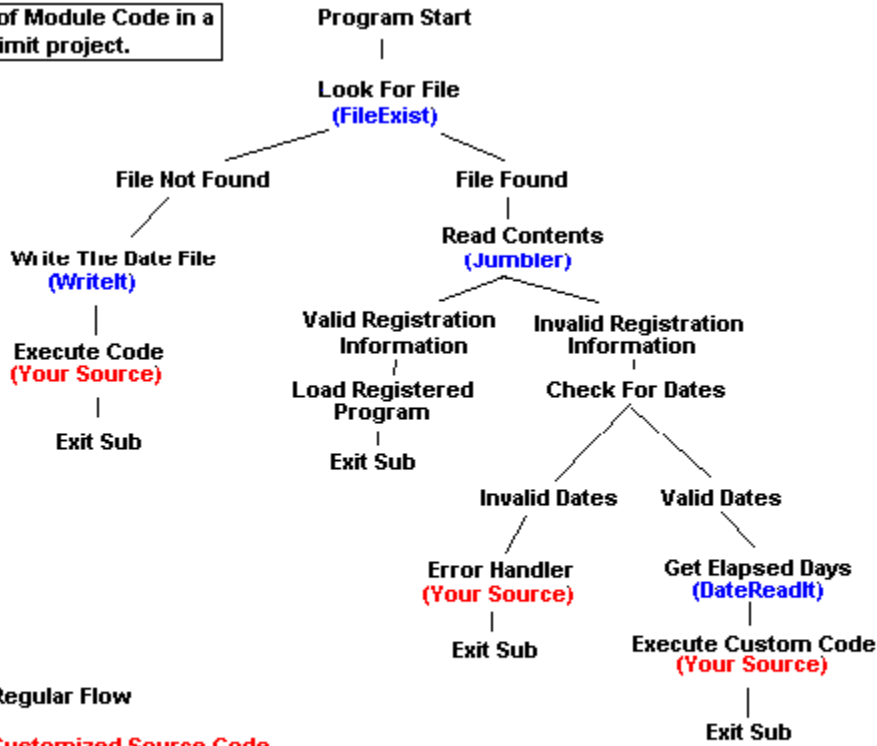 of Module Code in a
imit project.
Program Start
Look For File
(FileExist)
File Not Found
File Found
Write The Date File
(WriteIt)
Read Contents
(Jumbler)
Execute Code
(Your Source)
Exit Sub
Valid Registration
Information
Invalid Registration
Information
Load Registered
Program
Exit Sub
Check For Dates
Invalid Dates
Valid Dates
Error Handler
(Your Source)
Exit Sub
Get Elapsed Days
(DateReadIt)
Execute Custom Code
(Your Source)
Exit Sub
Regular Flow
Customized Source Code